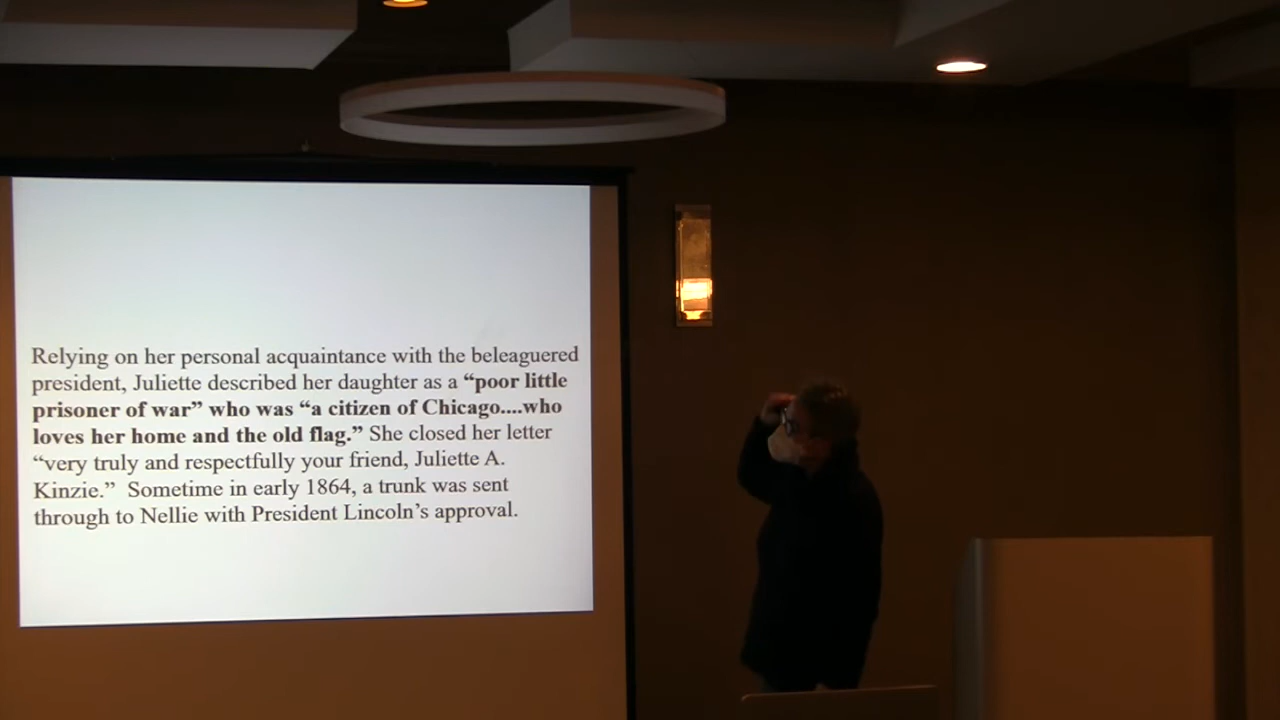 Relying on her personal acquaintance with the beleaguered
president, Juliette described her daughter as a “poor little
prisoner of war” who was “a citizen of Chicago....who
loves her home and the old flag.” She closed her letter
“very truly and respectfully your friend, Juliette A.
Kinzie.” Sometime in early 1864, a trunk was sent
through to Nellie with President Lincoln’s approval.